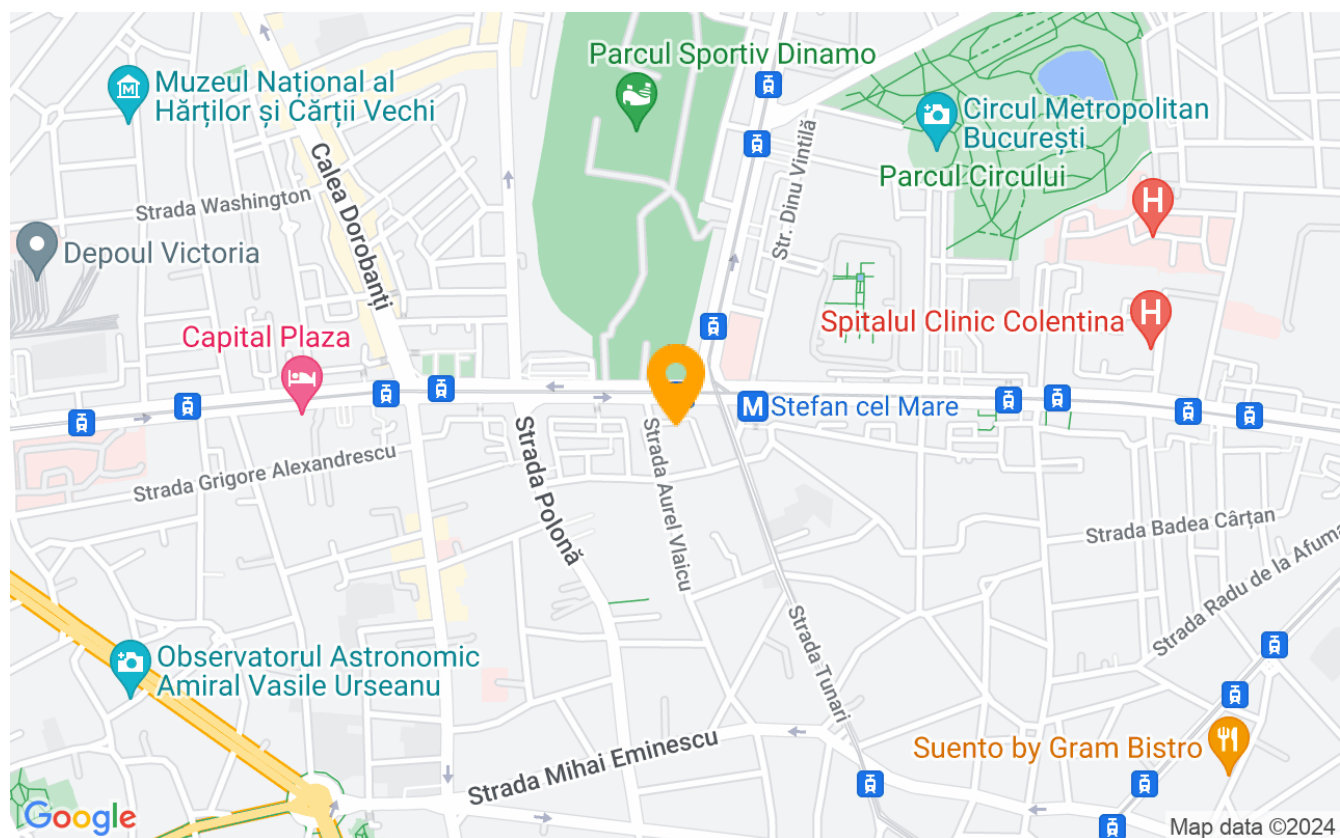 Parcul Sportiv Dinamo
Muzeul Național al
Hărților și Cărții Vechi
Circul Metropolitan
București
Parcul Circului
Calea Dorobanți
Str. Dinu Vintilă
Strada Washington
H
Depoul Victoria
H
Spitalul Clinic Colentina
Capital Plaza
M
Stefan cel Mare
Strada Grigore Alexandrescu
Strada Polonă
Strada Aurel Vlaicu
Strada Badea Cârțan
Strada Radu de la Afuma
Strada Tunari
Observatorul Astronomic
Amiral Vasile Urseanu
Strada Mihai Eminescu
Suento by Gram Bistro
Google
Map data ©2024